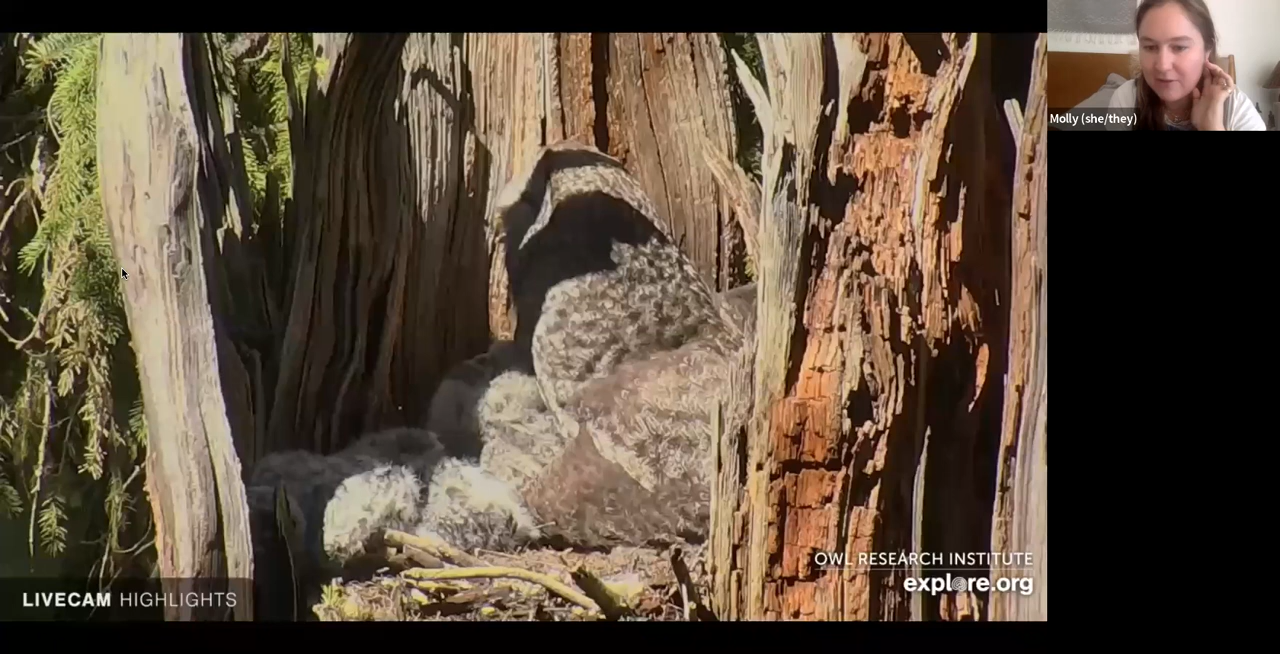 Molly (she/they)
OWL RESEARCH INSTITUTE
explore.org
LIVECAM HIGHLIGHTS